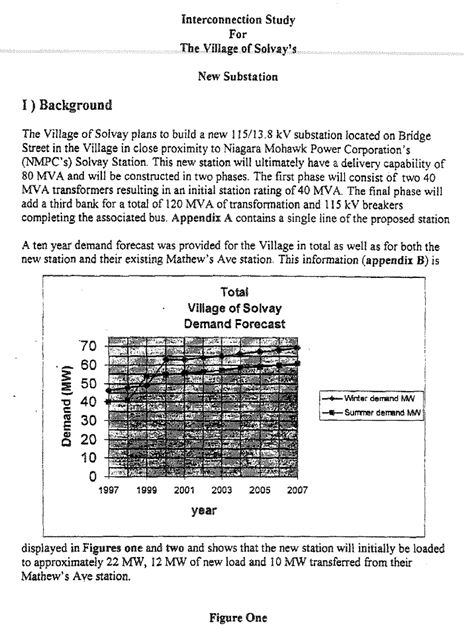 Interconnection Study
For
The Village of Solvay's
New Substation
I ) Background
The Village of Solvay plans to build a new 115/13.8 kV substation located on Bridge
Street in the Village in close proximity to Niagara Mohawk Power Corporation's
(NMPC's) Solvay Station. This new station will ultimately have a delivery capability of
80 MVA and will be constructed in two phases. The first phase will consist of two 40
MVA transformers resulting in an initial station rating of 40 MVA. The final phase will
add a third bank for a total of 120 MVA of transformation and 115 kV breakers
completing the associated bus. Appendix A contains a single line of the proposed station
A ten year demand forecast was provided for the Village in total as well as for both the
new station and their existing Mathew's Ave station. This information (appendix B) is
Total
Village of Solvay
Demand Forecast
Demand (MW)
70
60
50
40
30
20
10
0
1997 1999 2001 2003 2005 2007
year
Winter demand MW
Summer demand MW
displayed in Figures one and two and shows that the new station will initially be loaded
to approximately 22 MW, 12 MW of new load and 10 MW transferred from their
Mathew's Ave station.
Figure One